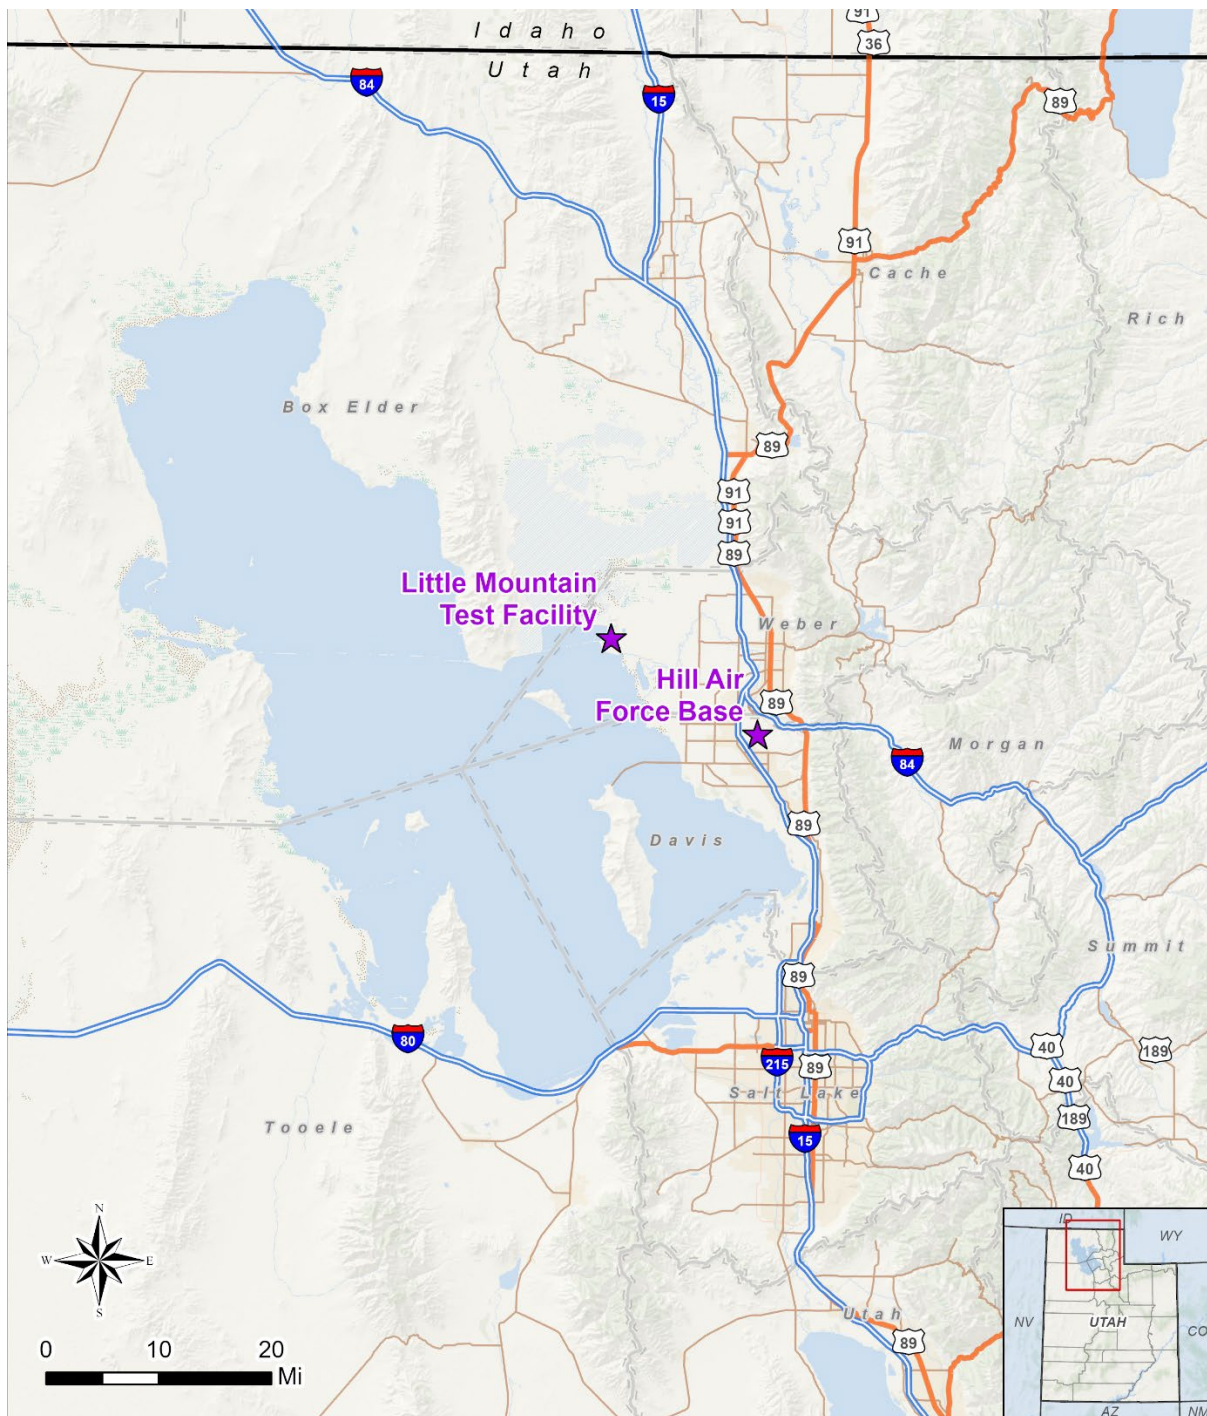 Idaho
Utah
91
36
84
15
89
91
Cache
Rich
Box Elder
89
91
91
89
Little Mountain
Test Facility
Weber
Hill Air
Force Base
89
Morgan
84
89
Davis
Summit
89
80
40
189
215
89
40
Salt Lake
189
Tooele
15
40
N
W E
S
ID
WY
Utah
NV
UTAH
CO
89
0 10 20
Mi
AZ
NM